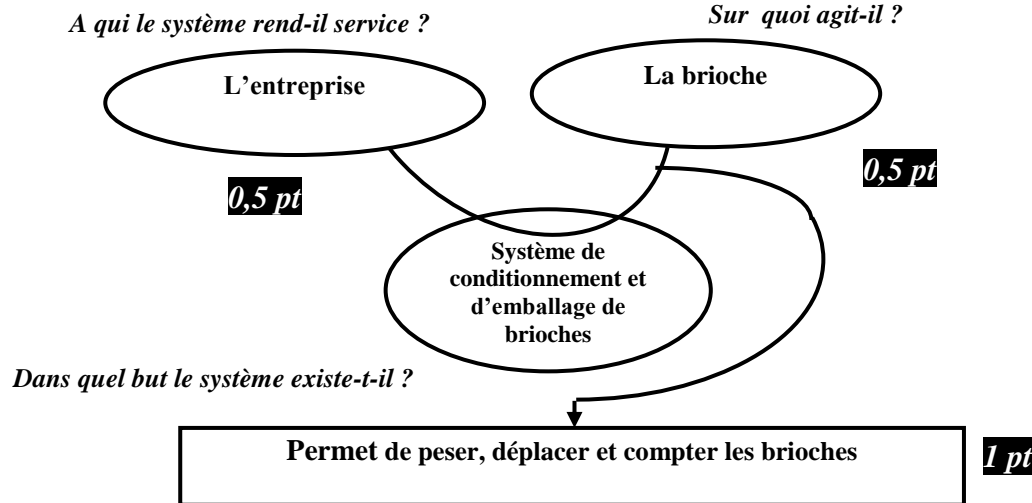 A qui le système rend-il service ?
Sur quoi agit-il ?
L’entreprise
La brioche
0,5 pt
0,5 pt
Système de
conditionnement et
d’emballage de
brioches
Dans quel but le système existe-t-il ?
Permet de peser, déplacer et compter les brioches
1 pt